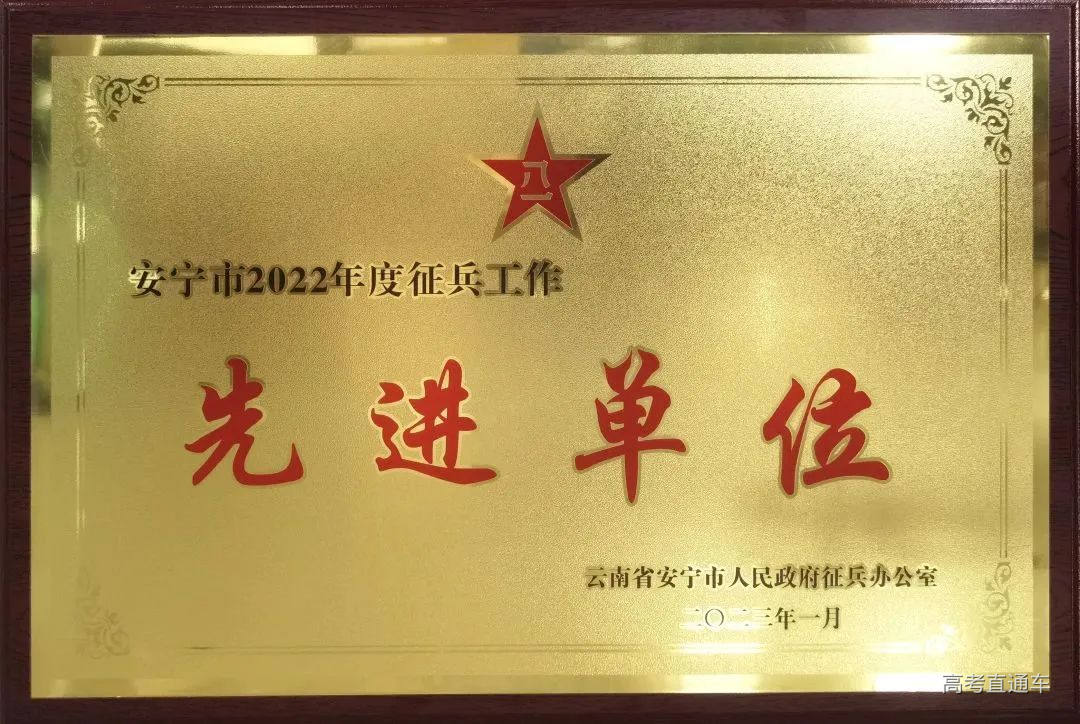 八一
安宁市2022年度征兵工作
先进单位
云南省安宁市人民政府征兵办公室
二〇二三年一月
高考直通车